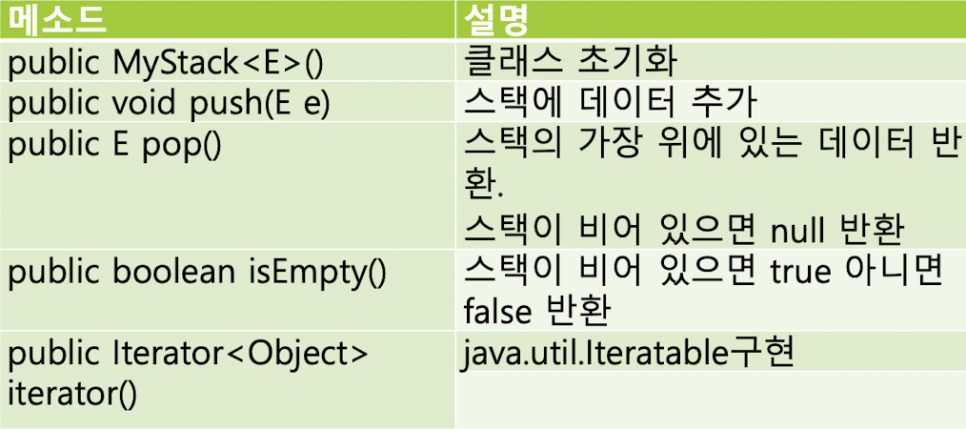 메소드
설명
public MyStack<E>()
클래스 초기화
public void push(E e)
스택에 데이터 추가
public E pop()
스택의 가장 위에 있는 데이터 반
환.
스택이 비어 있으면 null 반환
public boolean isEmpty()
스택이 비어 있으면 true 아니면
false 반환
public Iterator<Object>
iterator()
java.util.Iteratable구현